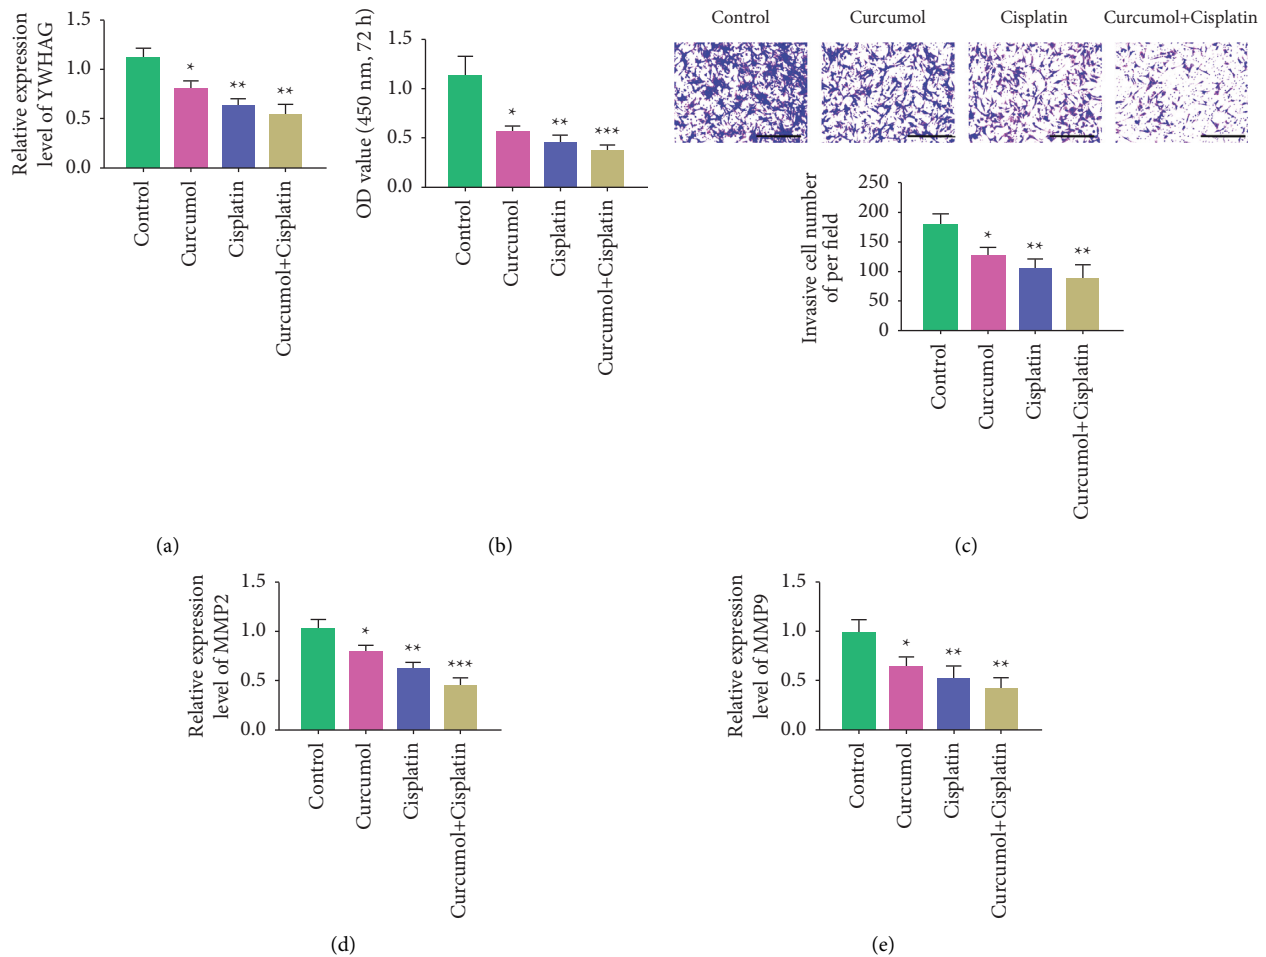 Relative expression
level of YWHAG
1.5
1.0
0.5
0.0
*
**
**
Control
Curcumol
Cisplatin
Curcumol+Cisplatin
(a)
OD value (450 nm, 72 h)
1.5
1.0
0.5
0.0
*
**
***
Control
Curcumol
Cisplatin
Curcumol+Cisplatin
(b)
Control
Curcumol
Cisplatin
Curcumol+Cisplatin
Invasive cell number
of per field
250
200
150
100
50
0
*
**
**
Control
Curcumol
Cisplatin
Curcumol+Cisplatin
(c)
Relative expression
level of MMP2
1.5
1.0
0.5
0.0
*
**
***
Control
Curcumol
Cisplatin
Curcumol+Cisplatin
(d)
Relative expression
level of MMP9
1.5
1.0
0.5
0.0
*
**
**
Control
Curcumol
Cisplatin
Curcumol+Cisplatin
(e)